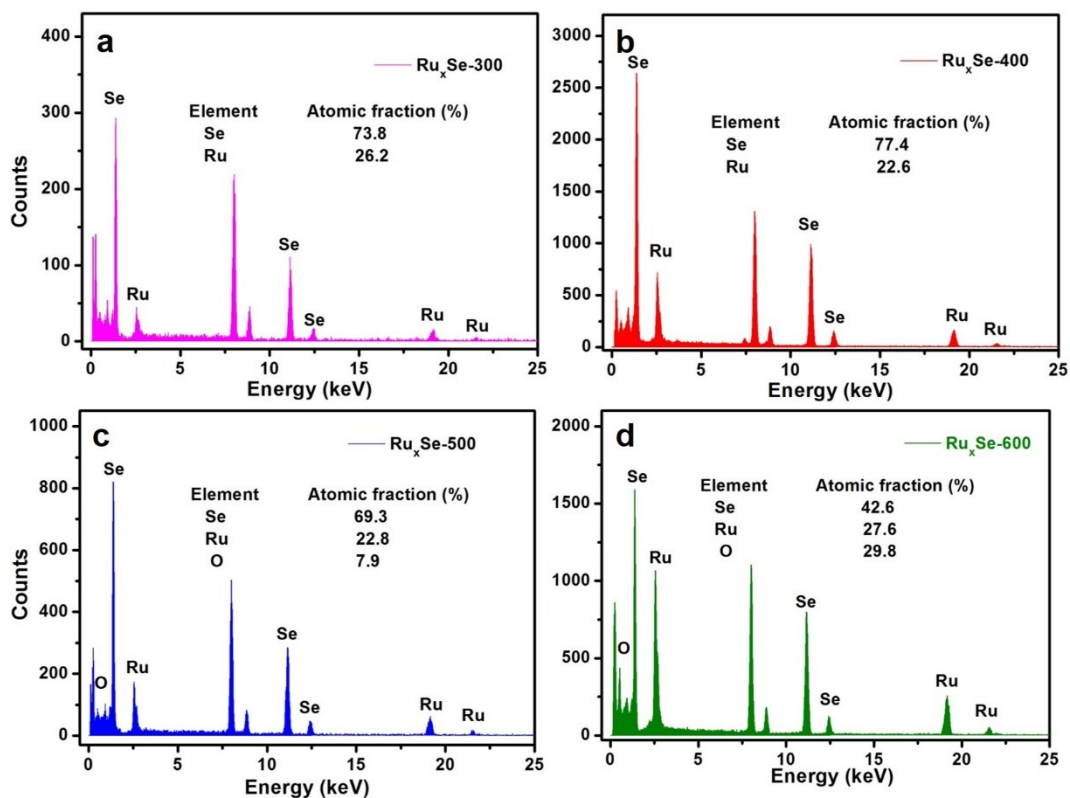 a
Ru_xSe-300
Element Atomic fraction (%)
Se 73.8
Ru 26.2
Se
Ru
Se
Se
Ru
Ru
Counts
400
300
200
100
0
0 5 10 15 20 25
Energy (keV)
b
Ru_xSe-400
Element Atomic fraction (%)
Se 77.4
Ru 22.6
Se
Ru
Se
Se
Ru
Ru
3000
2500
2000
1500
1000
500
0
0 5 10 15 20 25
Energy (keV)
c
Ru_xSe-500
Element Atomic fraction (%)
Se 69.3
Ru 22.8
O 7.9
O
Se
Ru
Se
Se
Ru
Ru
Counts
1000
800
600
400
200
0
0 5 10 15 20 25
Energy (keV)
d
Ru_xSe-600
Element Atomic fraction (%)
Se 42.6
Ru 27.6
O 29.8
O
Se
Ru
Se
Se
Ru
Ru
2000
1500
1000
500
0
0 5 10 15 20 25
Energy (keV)